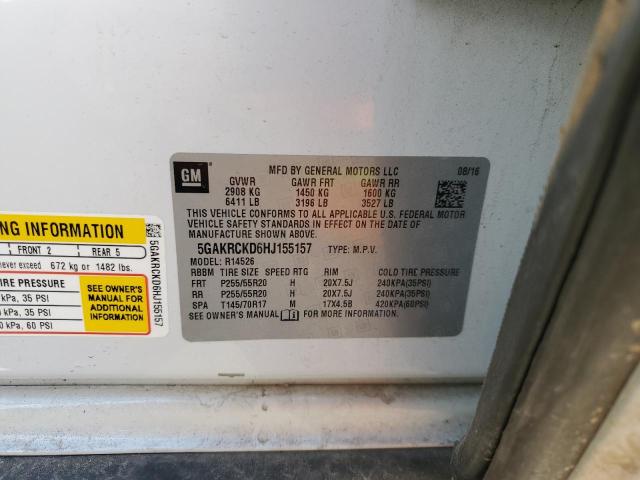 GM
MFD BY GENERAL MOTORS LLC
08/16
GVWR GAWR FRT GAWR RR
2908 KG 1450 KG 1600 KG
6411 LB 3196 LB 3527 LB
THIS VEHICLE CONFORMS TO ALL APPLICABLE U.S. FEDERAL MOTOR
VEHICLE SAFETY STANDARDS IN EFFECT ON THE DATE OF
MANUFACTURE SHOWN ABOVE.
5GAKRCKD6HJ155157 TYPE: M.P.V.
MODEL: R14526
RBBM TIRE SIZE SPEED RTG RIM COLD TIRE PRESSURE
FRT P255/55R20 H 20X7.5J 240KPA(35PSI)
RR P255/55R20 H 20X7.5J 240KPA(35PSI)
SPA T145/70R17 M 17X4.5B 420KPA(60PSI)
SEE OWNER'S MANUAL FOR MORE INFORMATION.
NG INFORMATION
FRONT 2 REAR 5
never exceed 672 kg or 1482 lbs.
TIRE PRESSURE
kPa, 35 PSI
kPa, 35 PSI
kPa, 60 PSI
SEE OWNER'S
MANUAL FOR
ADDITIONAL
INFORMATION
5GAKRCKD6HJ155157